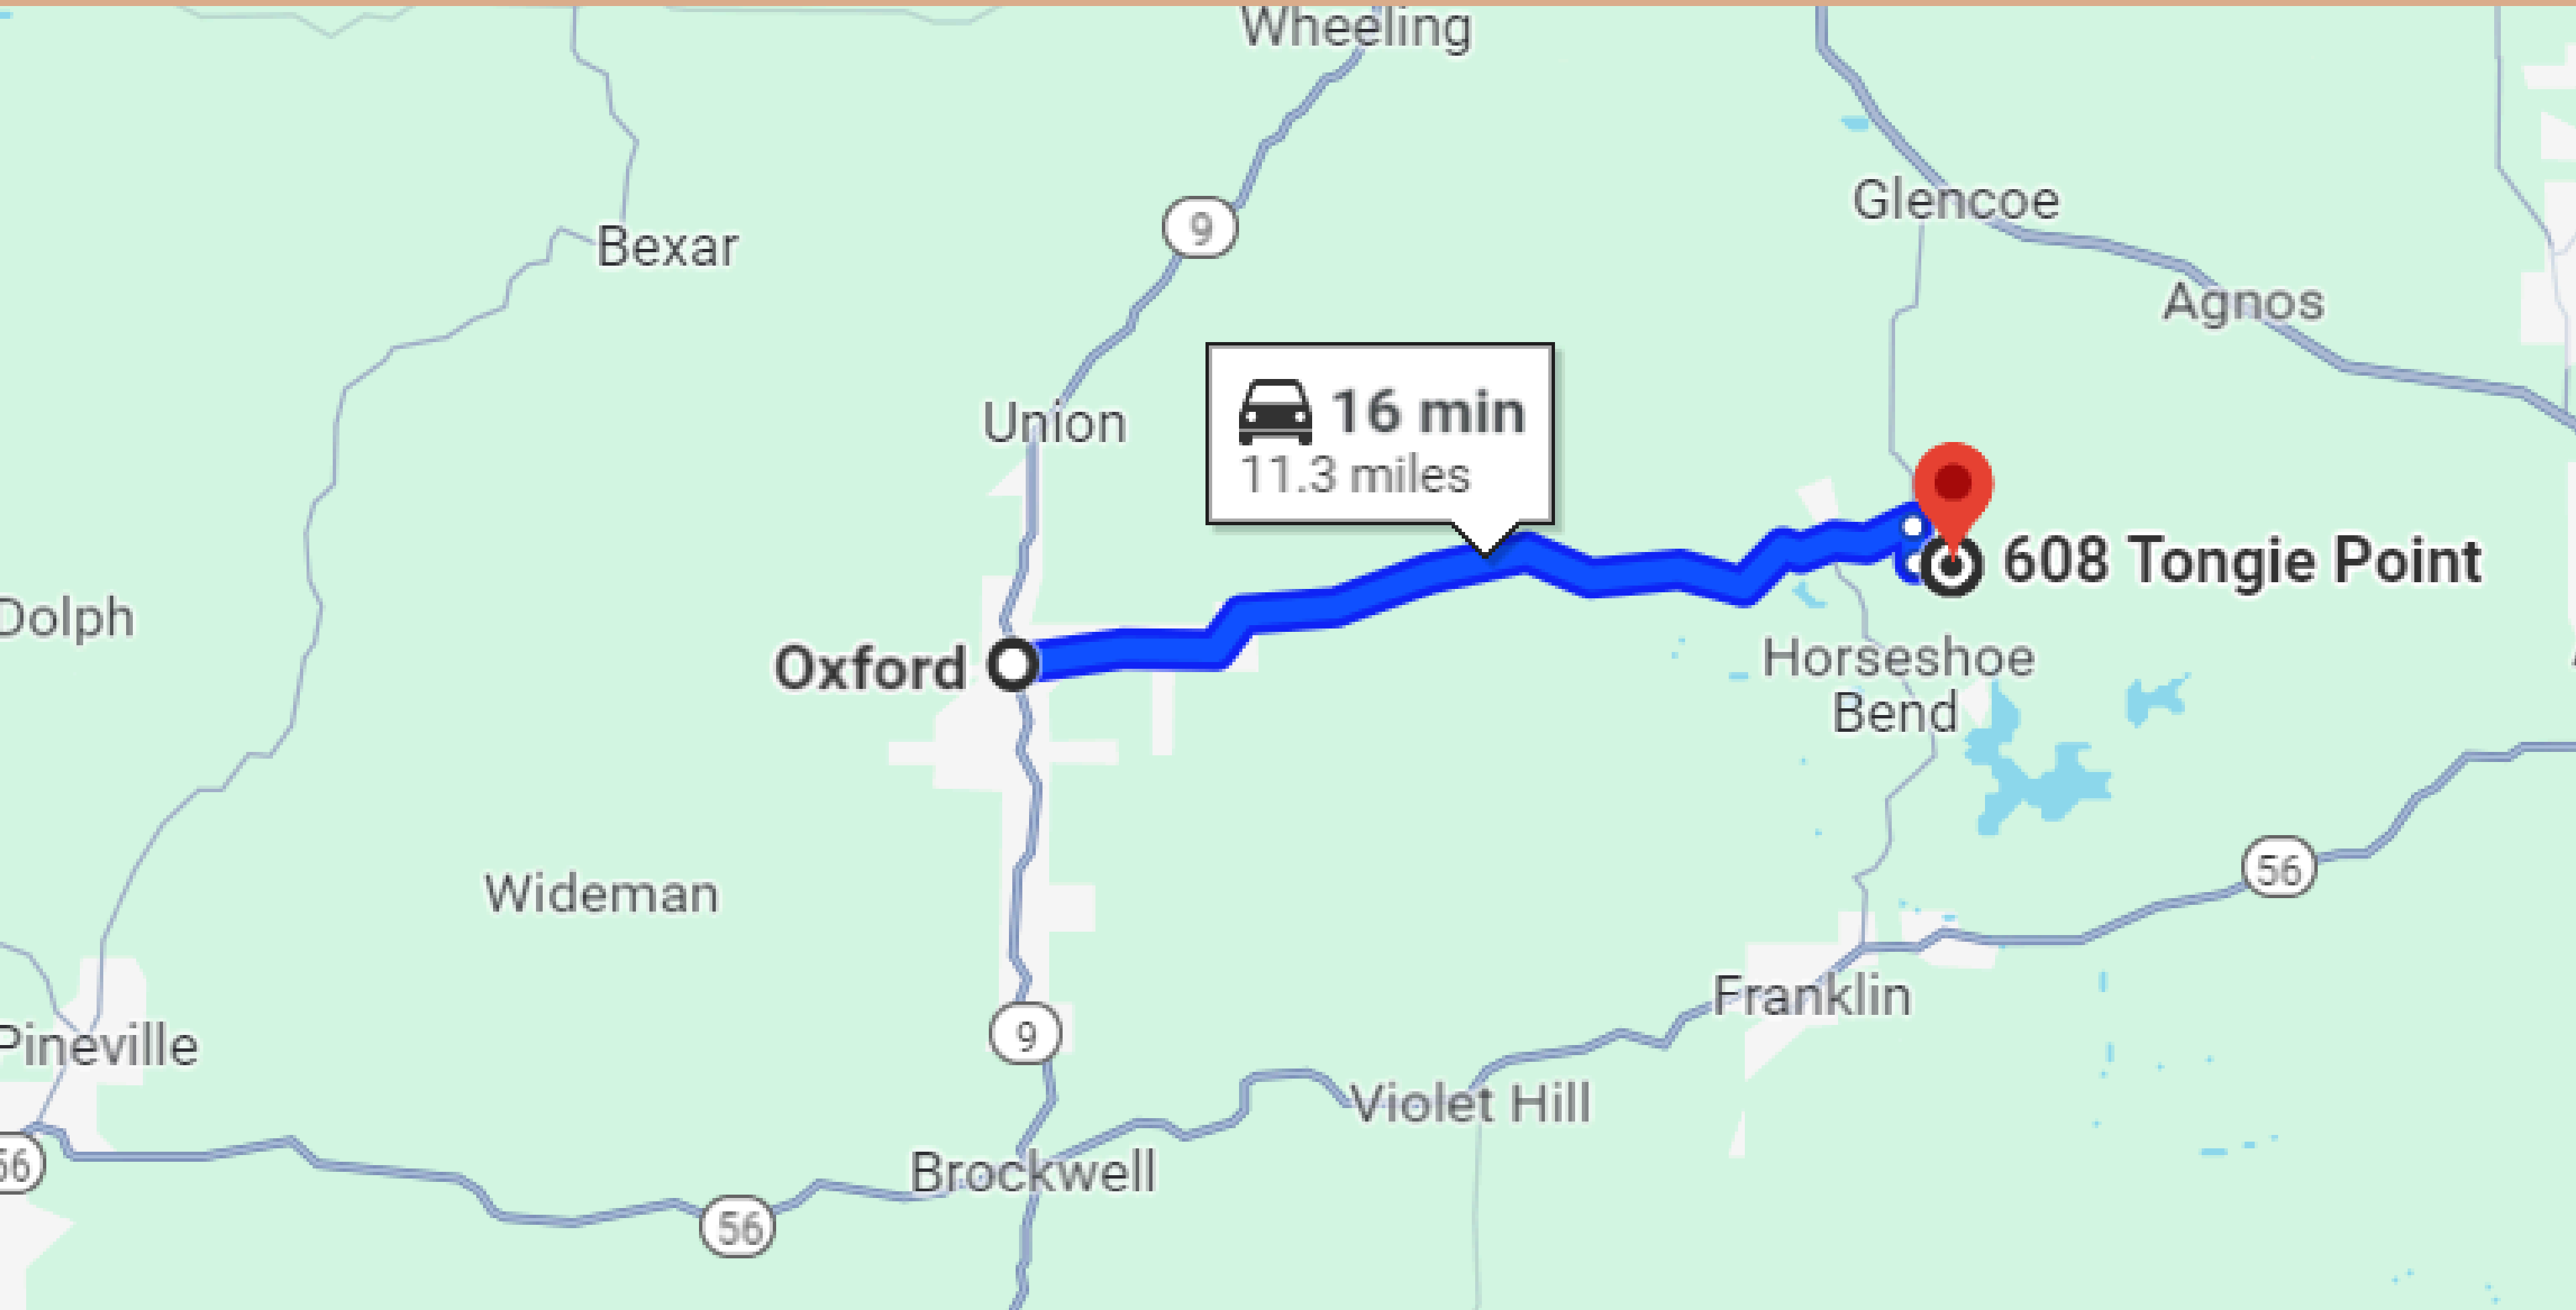 Wheeling
Glencoe
9
Bexar
Agnos
16 min
Union
11.3 miles
608 Tongie Point
Dolph
Oxford
Horseshoe
Bend
56
Wideman
Franklin
9
Pineville
Violet Hill
56
Brockwell
56